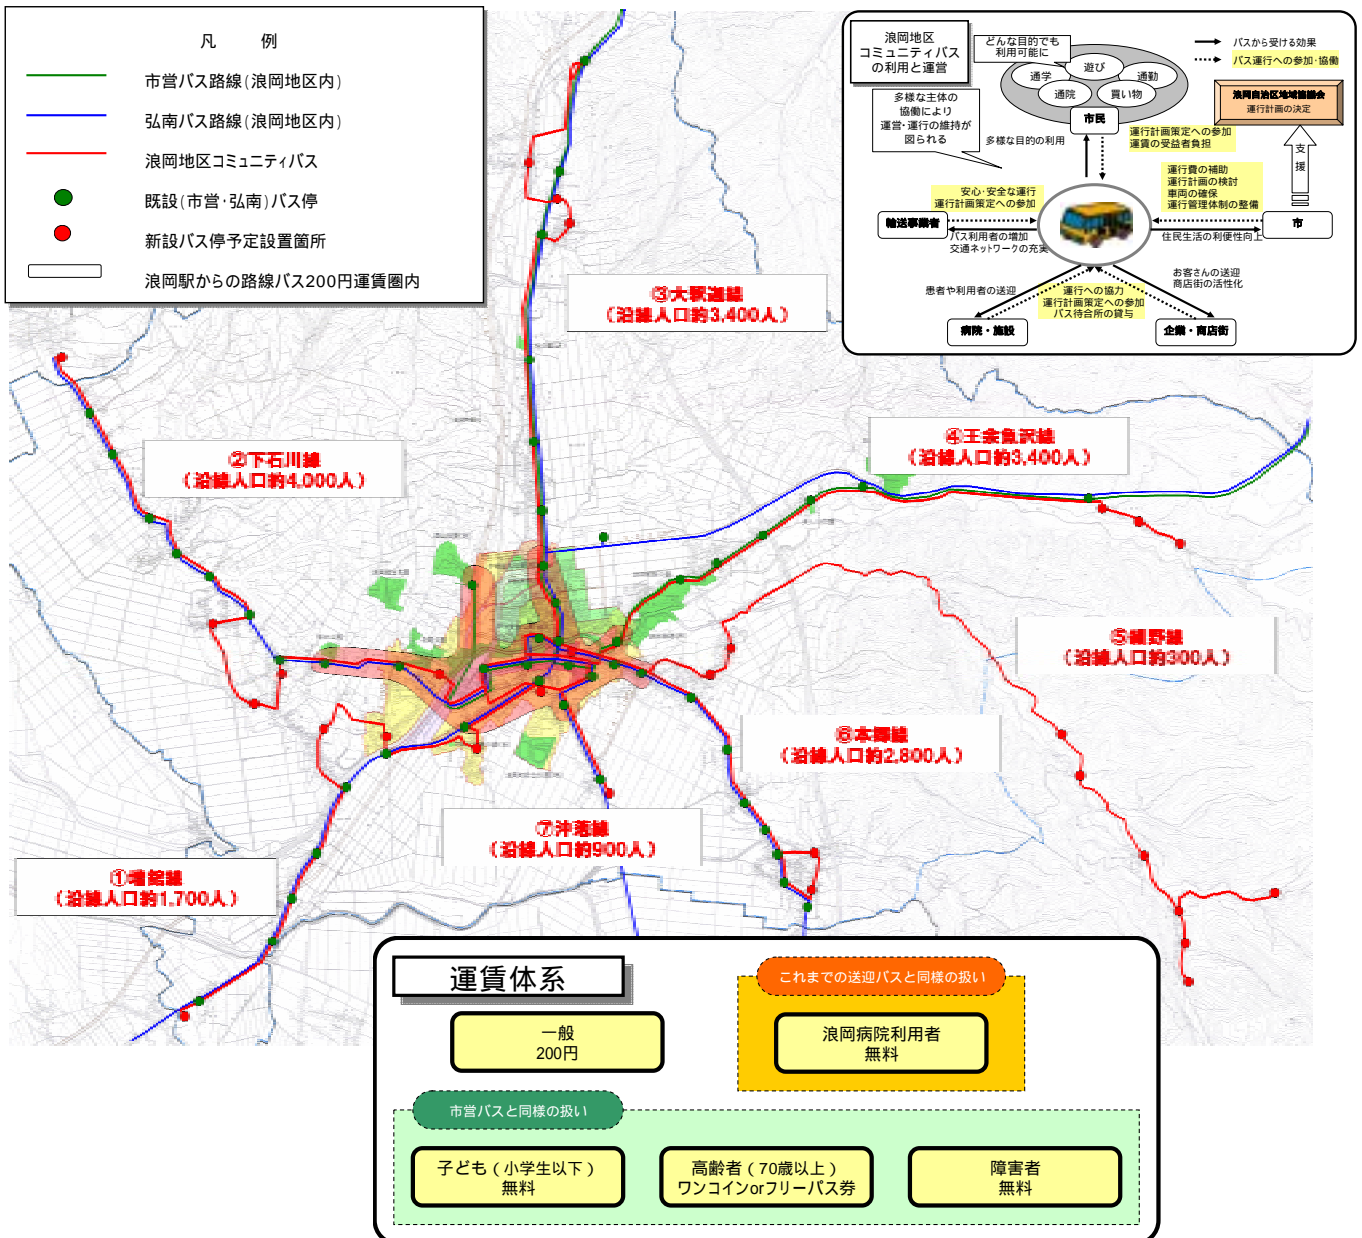 凡　例
市営バス路線(浪岡地区内)
弘南バス路線(浪岡地区内)
浪岡地区コミュニティバス
既設(市営・弘南)バス停
新設バス停予定設置箇所
浪岡駅からの路線バス200円運賃圏内
浪岡地区
コミュニティバス
の利用と運営
どんな目的でも
利用可能に
通学
遊び
通勤
通院
買い物
市民
バスから受ける効果
バス運行への参加・協働
浪岡自治区地域協議会
運行計画の決定
多様な主体の
協働により
運営・運行の維持が
図られる
多様な目的の利用
運行計画策定への参加
運賃の受益者負担
支援
安心・安全な運行
運行計画策定への参加
運行費の補助
運行計画の検討
車両の確保
運行管理体制の整備
輸送事業者
市
バス利用者の増加
交通ネットワークの充実
住民生活の利便性向上
患者や利用者の送迎
運行への協力
運行計画策定への参加
バス待合所の貸与
お客さんの送迎
商店街の活性化
病院・施設
企業・商店街
③大釈迦線
(沿線人口約3,400人)
②下石川線
(沿線人口約4,000人)
④王余魚沢線
(沿線人口約3,400人)
⑤細野線
(沿線人口約300人)
⑥本郷線
(沿線人口約2,800人)
⑦沖萢線
(沿線人口約900人)
(沿線人口約1,700人)
運賃体系
一般
200円
これまでの送迎バスと同様の扱い
浪岡病院利用者
無料
市営バスと同様の扱い
子ども(小学生以下)
無料
高齢者(70歳以上)
ワンコインorフリーパス券
障害者
無料